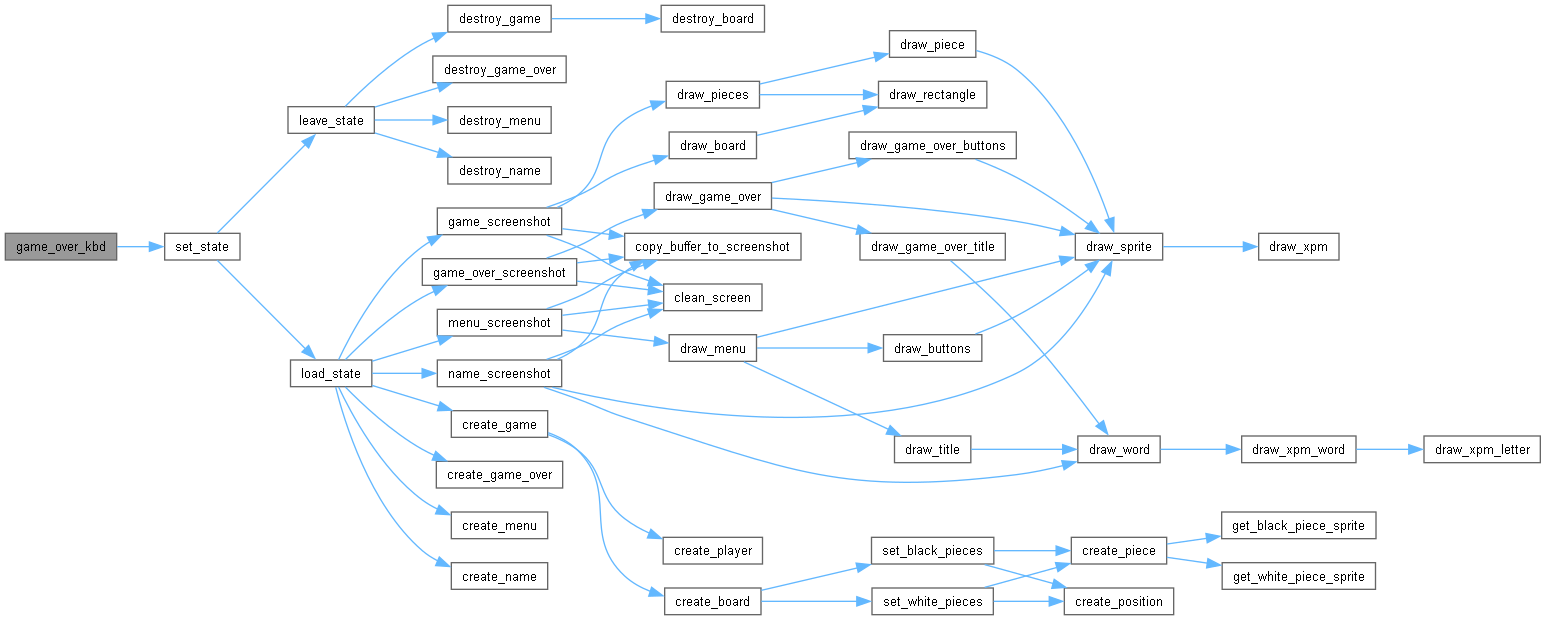 game_over_kbd
set_state
leave_state
load_state
destroy_game
destroy_game_over
destroy_menu
destroy_name
game_screenshot
game_over_screenshot
menu_screenshot
name_screenshot
create_game
create_game_over
create_menu
create_name
destroy_board
draw_pieces
draw_board
draw_game_over
copy_buffer_to_screenshot
clean_screen
draw_menu
create_player
create_board
draw_piece
draw_rectangle
draw_game_over_buttons
draw_game_over_title
draw_buttons
draw_title
set_black_pieces
set_white_pieces
draw_sprite
draw_word
create_piece
create_position
draw_xpm
draw_xpm_word
get_black_piece_sprite
get_white_piece_sprite
draw_xpm_letter